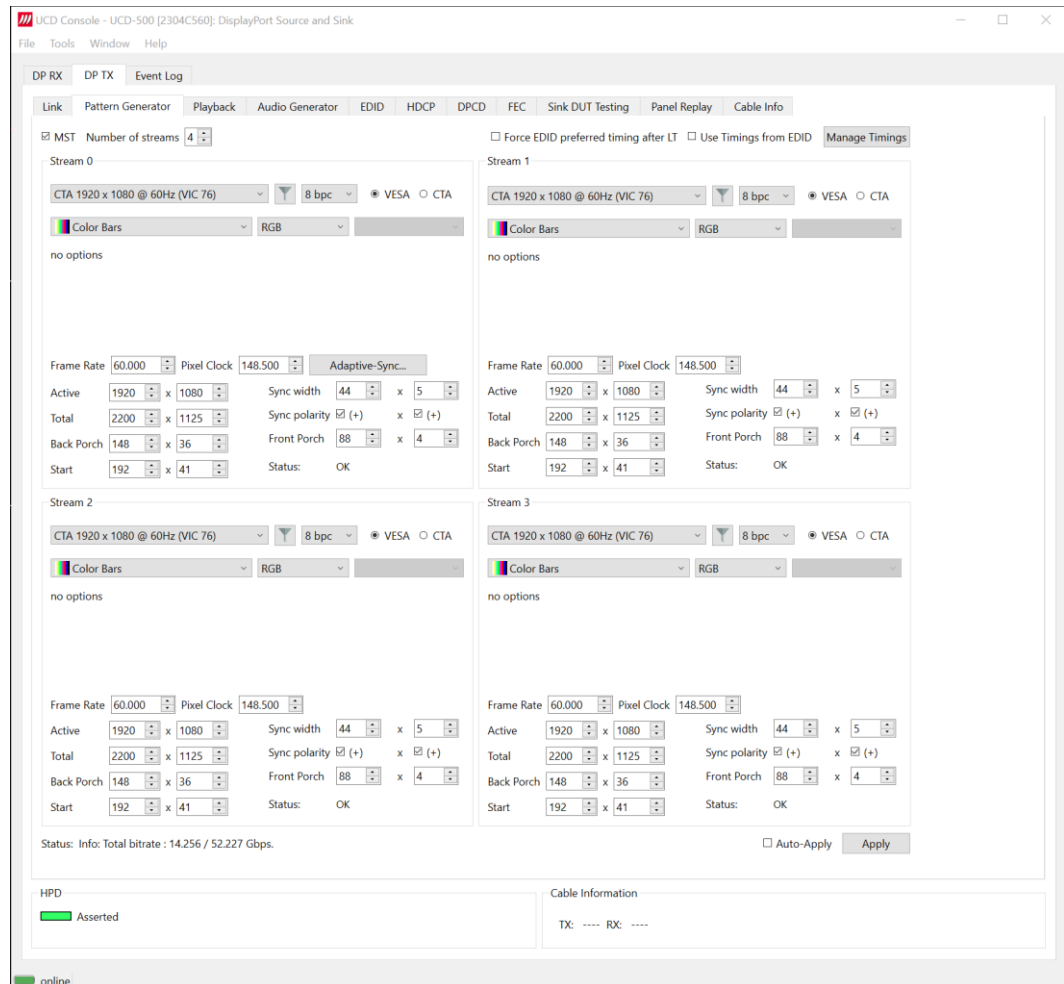 UCD Console - UCD-500 [2304C560]: DisplayPort Source and Sink
File Tools Window Help
DP RX DP TX Event Log
Link Pattern Generator Playback Audio Generator EDID HDCP DPCD FEC Sink DUT Testing Panel Replay Cable Info
MST Number of streams 4 Force EDID preferred timing after LT Use Timings from EDID Manage Timings
Stream 0
CTA 1920 x 1080 @ 60Hz (VIC 76) 8 bpc VESA CTA
Color Bars RGB
no options
Frame Rate 60.000 Pixel Clock 148.500 Adaptive-Sync...
Active 1920 x 1080 Sync width 44 x 5
Total 2200 x 1125 Sync polarity (+) x (+)
Back Porch 148 x 36 Front Porch 88 x 4
Start 192 x 41 Status: OK
Stream 1
CTA 1920 x 1080 @ 60Hz (VIC 76) 8 bpc VESA CTA
Color Bars RGB
no options
Frame Rate 60.000 Pixel Clock 148.500
Active 1920 x 1080 Sync width 44 x 5
Total 2200 x 1125 Sync polarity (+) x (+)
Back Porch 148 x 36 Front Porch 88 x 4
Start 192 x 41 Status: OK
Stream 2
CTA 1920 x 1080 @ 60Hz (VIC 76) 8 bpc VESA CTA
Color Bars RGB
no options
Frame Rate 60.000 Pixel Clock 148.500
Active 1920 x 1080 Sync width 44 x 5
Total 2200 x 1125 Sync polarity (+) x (+)
Back Porch 148 x 36 Front Porch 88 x 4
Start 192 x 41 Status: OK
Stream 3
CTA 1920 x 1080 @ 60Hz (VIC 76) 8 bpc VESA CTA
Color Bars RGB
no options
Frame Rate 60.000 Pixel Clock 148.500
Active 1920 x 1080 Sync width 44 x 5
Total 2200 x 1125 Sync polarity (+) x (+)
Back Porch 148 x 36 Front Porch 88 x 4
Start 192 x 41 Status: OK
Status: Info: Total bitrate : 14.256 / 52.227 Gbps. Auto-Apply Apply
HPD
Asserted
Cable Information
TX: ---- RX: ----
online